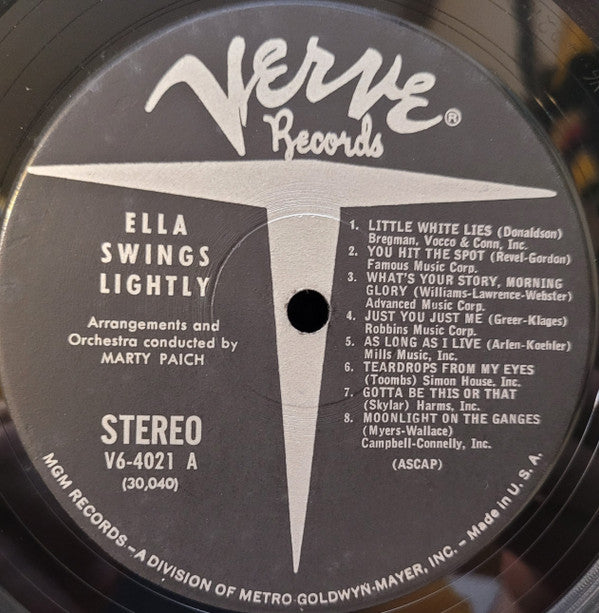 Verve®
Records
ELLA
SWINGS
LIGHTLY
Arrangements and
Orchestra conducted by
MARTY PAICH
STEREO
V6-4021 A
(30,040)
1. LITTLE WHITE LIES (Donaldson)
Bregman, Vocco & Conn, Inc.
2. YOU HIT THE SPOT (Revel-Gordon)
Famous Music Corp.
3. WHAT'S YOUR STORY, MORNING
GLORY (Williams-Lawrence-Webster)
Advanced Music Corp.
4. JUST YOU JUST ME (Greer-Klages)
Robbins Music Corp.
5. AS LONG AS I LIVE (Arlen-Koehler)
Mills Music, Inc.
6. TEARDROPS FROM MY EYES
(Toombs) Simon House, Inc.
7. GOTTA BE THIS OR THAT
(Skylar) Harms, Inc.
8. MOONLIGHT ON THE GANGES
(Myers-Wallace)
Campbell-Connelly, Inc.
(ASCAP)
MGM RECORDS – A DIVISION OF METRO-GOLDWYN-MAYER, INC. – Made in U. S. A.